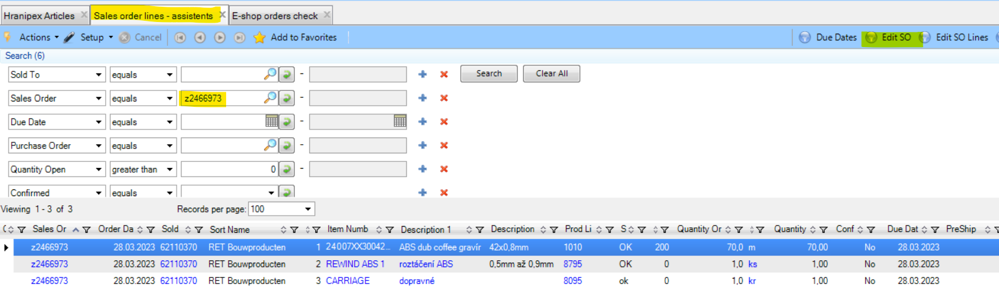 Hranipex Articles Sales order lines - assistents E-shop orders check
Actions Setup Cancel Add to Favorites Due Dates Edit SO Edit SO Lines
Search (6)
Sold To equals - Search Clear All
Sales Order equals z2466973 -
Due Date equals -
Purchase Order equals -
Quantity Open greater than 0 -
Confirmed equals
Viewing 1 - 3 of 3 Records per page: 100
( Sales Or Order Da Sold Sort Name Item Numb Description 1 Description Prod Li S Quantity Or Quantity Conf Due Dat PreShip
z2466973 28.03.2023 62110370 RET Bouwproducten 1 24007XX30042... ABS dub coffee gravír 42x0,8mm 1010 OK 200 70,0 m 70,00 No 28.03.2023
z2466973 28.03.2023 62110370 RET Bouwproducten 2 REWIND ABS 1 roztáčení ABS 0,5mm až 0,9mm 8795 OK 0 1,0 ks 1,00 No 28.03.2023
z2466973 28.03.2023 62110370 RET Bouwproducten 3 CARRIAGE dopravné 8095 ok 0 1,0 kr 1,00 No 28.03.2023